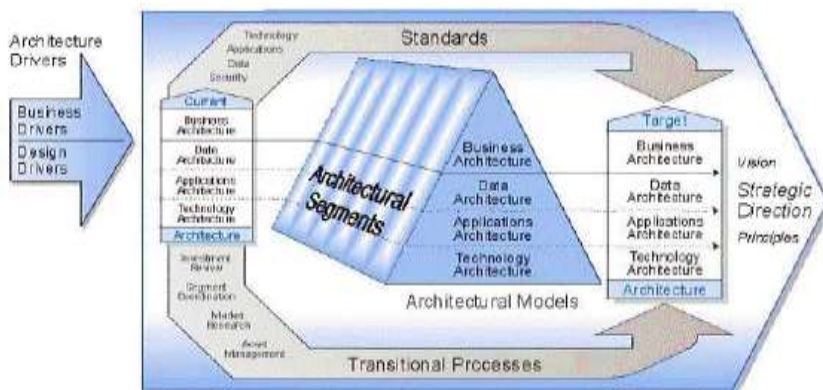 Architecture
Drivers
Business
Drivers
Design
Drivers
Technology
Applications
Data
Security
Standards
Current
Business
Architecture
Data
Architecture
Applications
Architecture
Technology
Architecture
Architecture
Investment
Review
Segment
Coordination
Market
Research
Asset
Management
Architectural
Segments
Business
Architecture
Data
Architecture
Applications
Architecture
Technology
Architecture
Architectural Models
Transitional Processes
Target
Business
Architecture
Data
Architecture
Applications
Architecture
Technology
Architecture
Architecture
Vision
Strategic
Direction
Principles